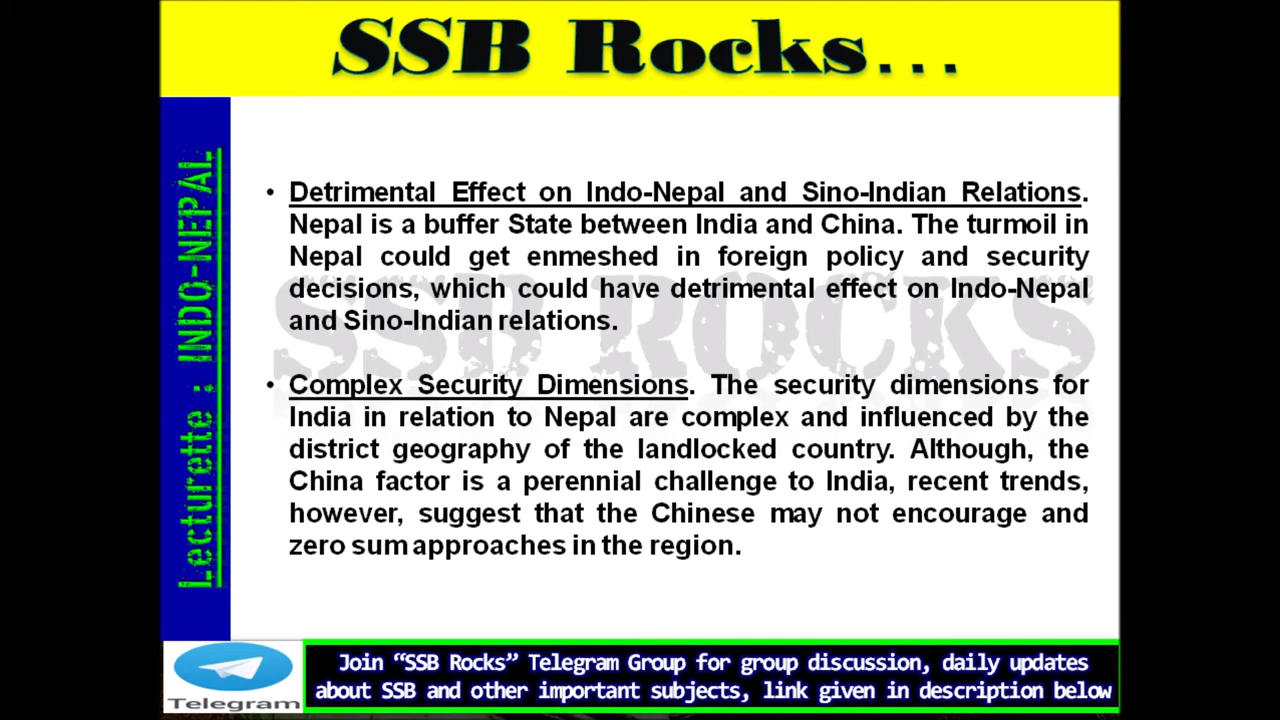 SSB Rocks...
Lecturette : INDO-NEPAL
• Detrimental Effect on Indo-Nepal and Sino-Indian Relations.
Nepal is a buffer State between India and China. The turmoil in
Nepal could get enmeshed in foreign policy and security
decisions, which could have detrimental effect on Indo-Nepal
and Sino-Indian relations.
• Complex Security Dimensions. The security dimensions for
India in relation to Nepal are complex and influenced by the
district geography of the landlocked country. Although, the
China factor is a perennial challenge to India, recent trends,
however, suggest that the Chinese may not encourage and
zero sum approaches in the region.
SSB ROCKS
Telegram
Join “SSB Rocks” Telegram Group for group discussion, daily updates
about SSB and other important subjects, link given in description below